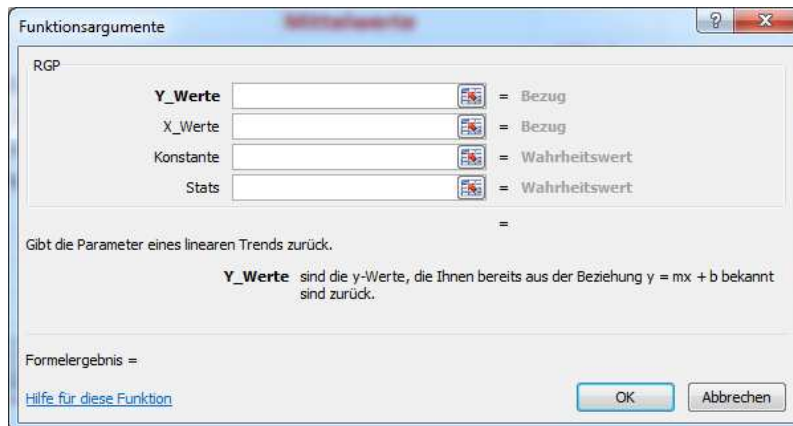 Funktionsargumente
Mittelwerte
RGP
Y_Werte = Bezug
X_Werte = Bezug
Konstante = Wahrheitswert
Stats = Wahrheitswert
=
Gibt die Parameter eines linearen Trends zurück.
Y_Werte sind die y-Werte, die Ihnen bereits aus der Beziehung y = mx + b bekannt
sind zurück.
Formelergebnis =
Hilfe für diese Funktion
OK
Abbrechen